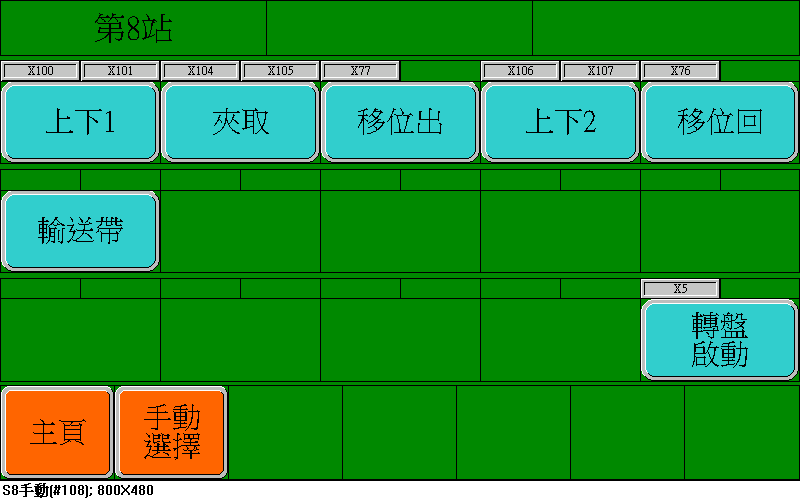 第8站
X100 X101 X104 X105 X77 X106 X107 X76
上下1 夾取 移位出 上下2 移位回
輸送帶
X5
轉盤
啟動
主頁 手動
選擇
S8手動(#108); 800X480